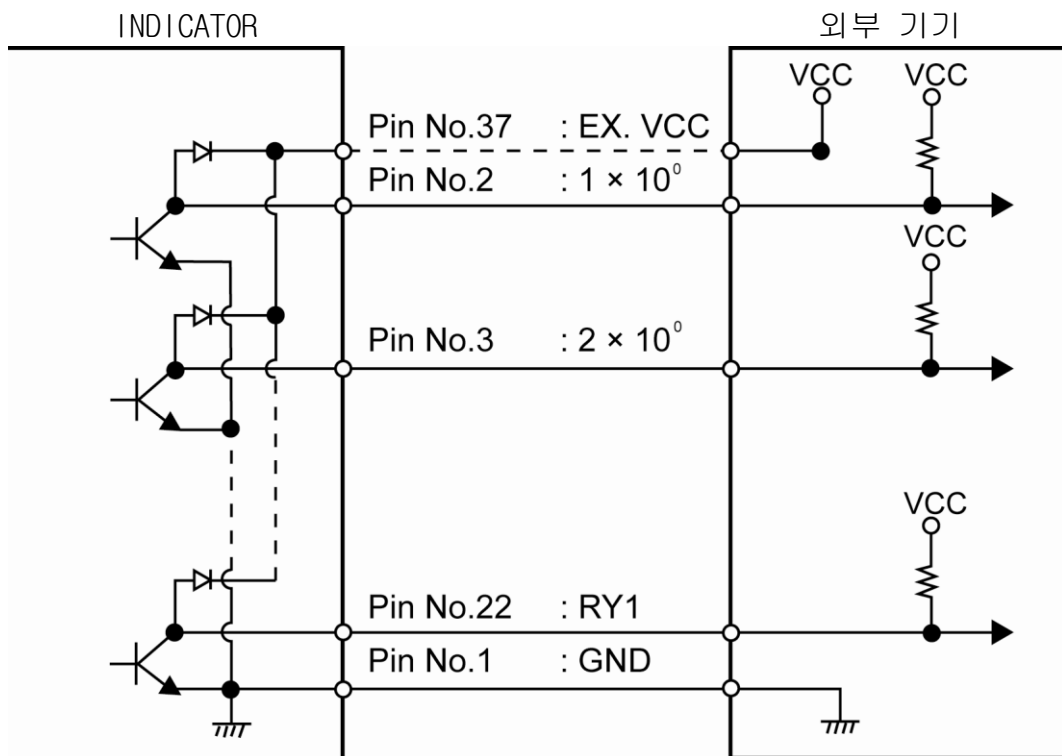 INDICATOR
외부 기기
VCC
VCC
Pin No.37 : EX. VCC
Pin No.2 : 1 × 10⁰
VCC
Pin No.3 : 2 × 10⁰
VCC
Pin No.22 : RY1
Pin No.1 : GND